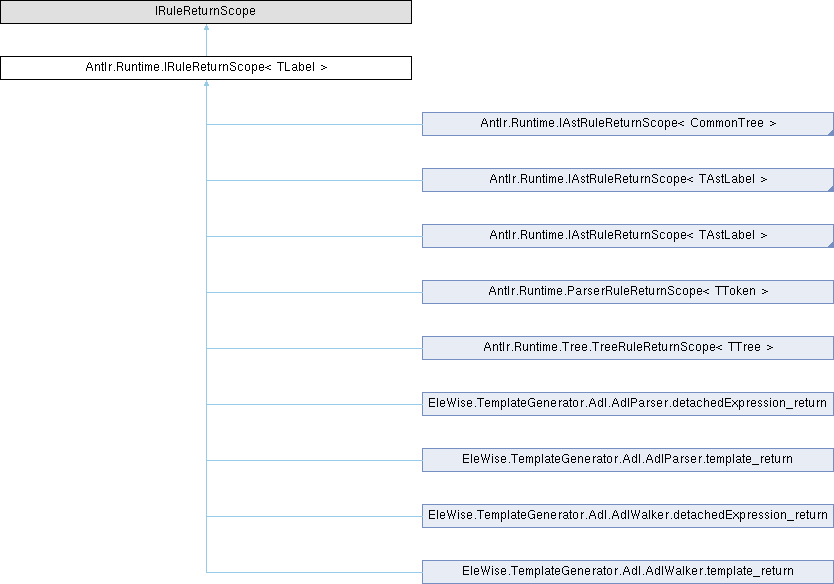 IRuleReturnScope
Antlr.Runtime.IRuleReturnScope< TLabel >
Antlr.Runtime.IAstRuleReturnScope< CommonTree >
Antlr.Runtime.IAstRuleReturnScope< TAstLabel >
Antlr.Runtime.IAstRuleReturnScope< TAstLabel >
Antlr.Runtime.ParserRuleReturnScope< TToken >
Antlr.Runtime.Tree.TreeRuleReturnScope< TTree >
EleWise.TemplateGenerator.Adl.AdlParser.detachedExpression_return
EleWise.TemplateGenerator.Adl.AdlParser.template_return
EleWise.TemplateGenerator.Adl.AdlWalker.detachedExpression_return
EleWise.TemplateGenerator.Adl.AdlWalker.template_return